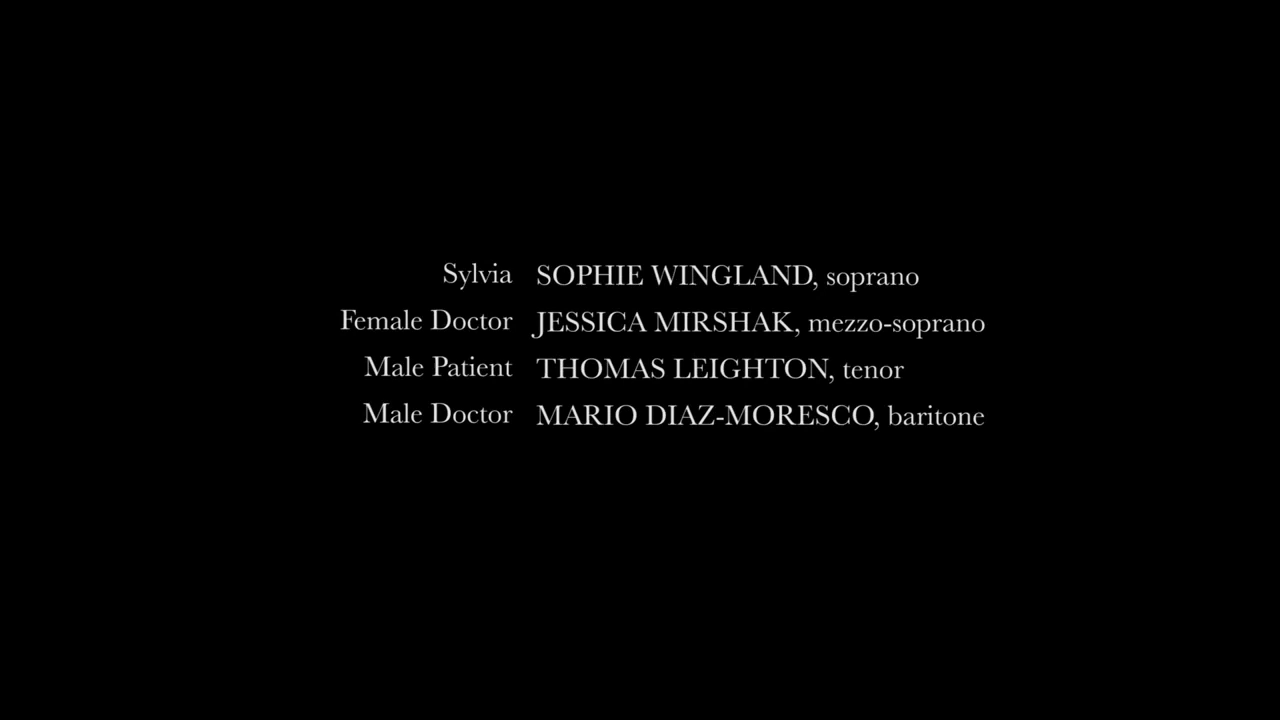 Sylvia SOPHIE WINGLAND, soprano
Female Doctor JESSICA MIRSHAK, mezzo-soprano
Male Patient THOMAS LEIGHTON, tenor
Male Doctor MARIO DIAZ-MORESCO, baritone